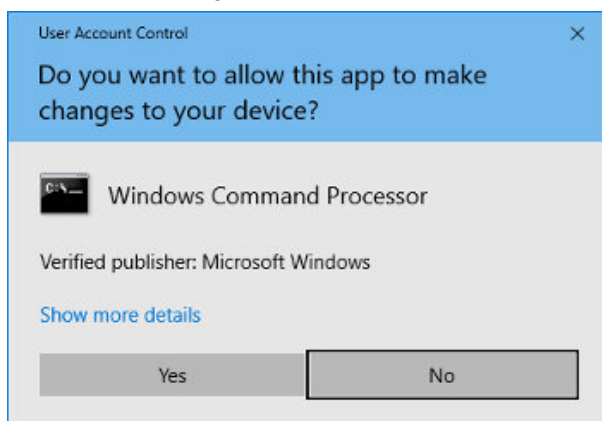 User Account Control
Do you want to allow this app to make
changes to your device?
C:\
Windows Command Processor
Verified publisher: Microsoft Windows
Show more details
Yes
No